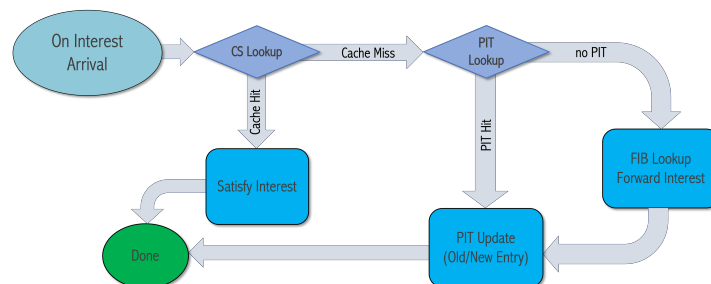 On Interest
Arrival
CS Lookup
Cache Miss
PIT
Lookup
no PIT
Cache Hit
PIT Hit
Satisfy Interest
FIB Lookup
Forward Interest
Done
PIT Update
(Old/New Entry)